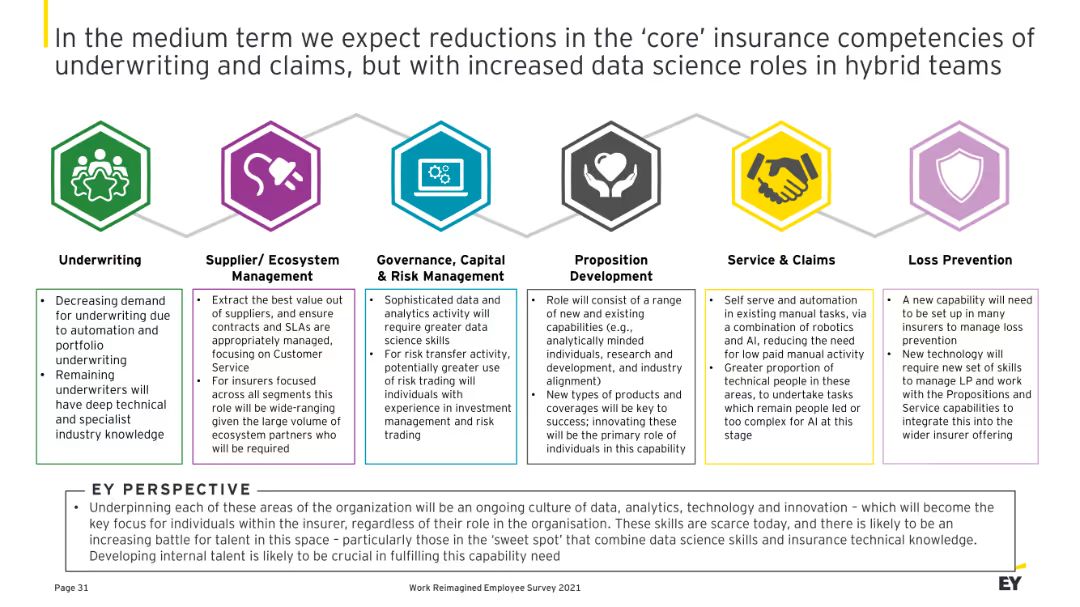 In the medium term we expect reductions in the ‘core’ insurance competencies of
underwriting and claims, but with increased data science roles in hybrid teams
Underwriting
• Decreasing demand
for underwriting due
to automation and
portfolio
underwriting
• Remaining
underwriters will
have deep technical
and specialist
industry knowledge
Supplier/ Ecosystem
Management
• Extract the best value out
of suppliers, and ensure
contracts and SLAs are
appropriately managed,
focusing on Customer
Service
• For insurers focused
across all segments this
role will be wide-ranging
given the large volume of
ecosystem partners who
will be required
Governance, Capital
& Risk Management
• Sophisticated data and
analytics activity will
require greater data
science skills
• For risk transfer activity,
potentially greater use
of risk trading will
individuals with
experience in investment
management and risk
trading
Proposition
Development
• Role will consist of a range
of new and existing
capabilities (e.g.,
analytically minded
individuals, research and
development, and industry
alignment)
• New types of products and
coverages will be key to
success; innovating these
will be the primary role of
individuals in this capability
Service & Claims
• Self serve and automation
in existing manual tasks, via
a combination of robotics
and AI, reducing the need
for low paid manual activity
• Greater proportion of
technical people in these
areas, to undertake tasks
which remain people led or
too complex for AI at this
stage
Loss Prevention
• A new capability will need
to be set up in many
insurers to manage loss
prevention
• New technology will
require new set of skills
to manage LP and work
with the Propositions and
Service capabilities to
integrate this into the
wider insurer offering
EY PERSPECTIVE
• Underpinning each of these areas of the organization will be an ongoing culture of data, analytics, technology and innovation – which will become the
key focus for individuals within the insurer, regardless of their role in the organisation. These skills are scarce today, and there is likely to be an
increasing battle for talent in this space – particularly those in the ‘sweet spot’ that combine data science skills and insurance technical knowledge.
Developing internal talent is likely to be crucial in fulfilling this capability need
Page 31
Work Reimagined Employee Survey 2021
EY